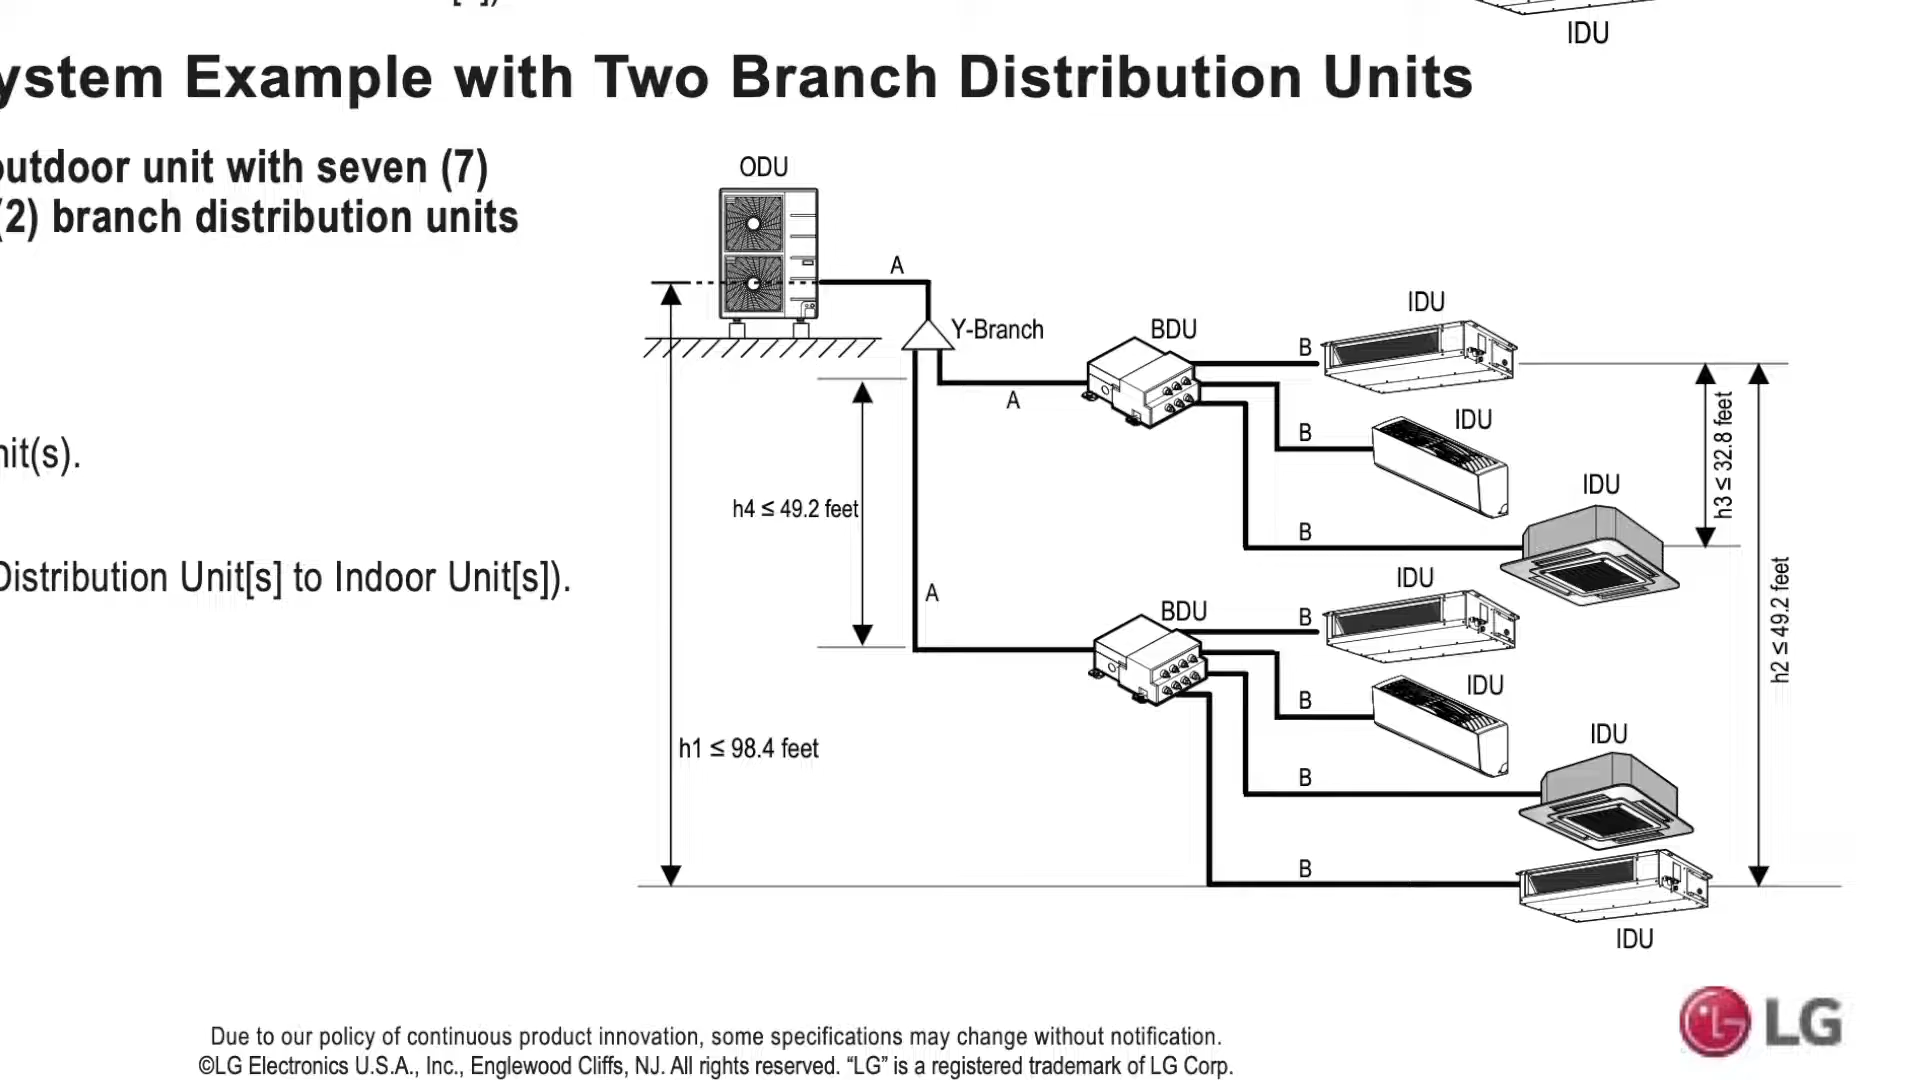 IDU
ystem Example with Two Branch Distribution Units
outdoor unit with seven (7)
(2) branch distribution units
nit(s).
Distribution Unit[s] to Indoor Unit[s]).
ODU
A
Y-Branch
BDU
B
IDU
A
B
IDU
h3 ≤ 32.8 feet
IDU
B
h4 ≤ 49.2 feet
A
BDU
B
IDU
h2 ≤ 49.2 feet
B
IDU
h1 ≤ 98.4 feet
B
IDU
B
IDU
LG
Due to our policy of continuous product innovation, some specifications may change without notification.
©LG Electronics U.S.A., Inc., Englewood Cliffs, NJ. All rights reserved. “LG” is a registered trademark of LG Corp.